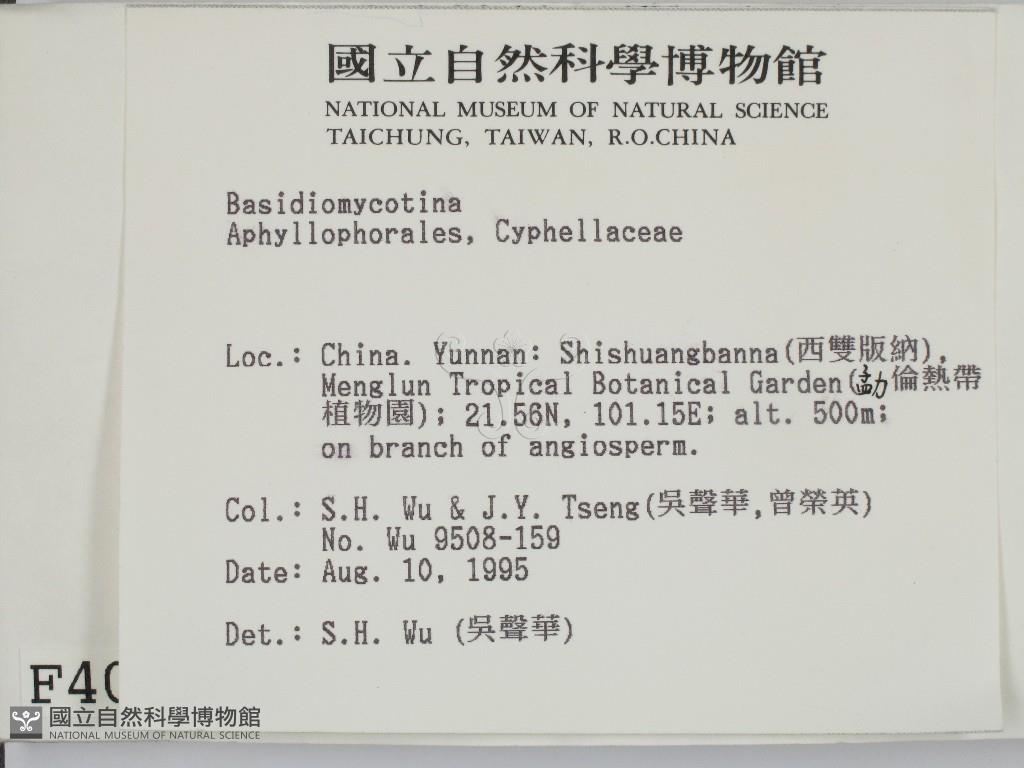 國立自然科學博物館
NATIONAL MUSEUM OF NATURAL SCIENCE
TAICHUNG, TAIWAN, R.O.CHINA
Basidiomycotina
Aphyllophorales, Cyphellaceae
Loc.: China. Yunnan: Shishuangbanna(西雙版納),
Menglun Tropical Botanical Garden(勐倫熱帶
植物園); 21.56N, 101.15E; alt. 500m;
on branch of angiosperm.
Col.: S.H. Wu & J.Y. Tseng(吳聲華,曾榮英)
No. Wu 9508-159
Date: Aug. 10, 1995
Det.: S.H. Wu (吳聲華)
F40
國立自然科學博物館
NATIONAL MUSEUM OF NATURAL SCIENCE